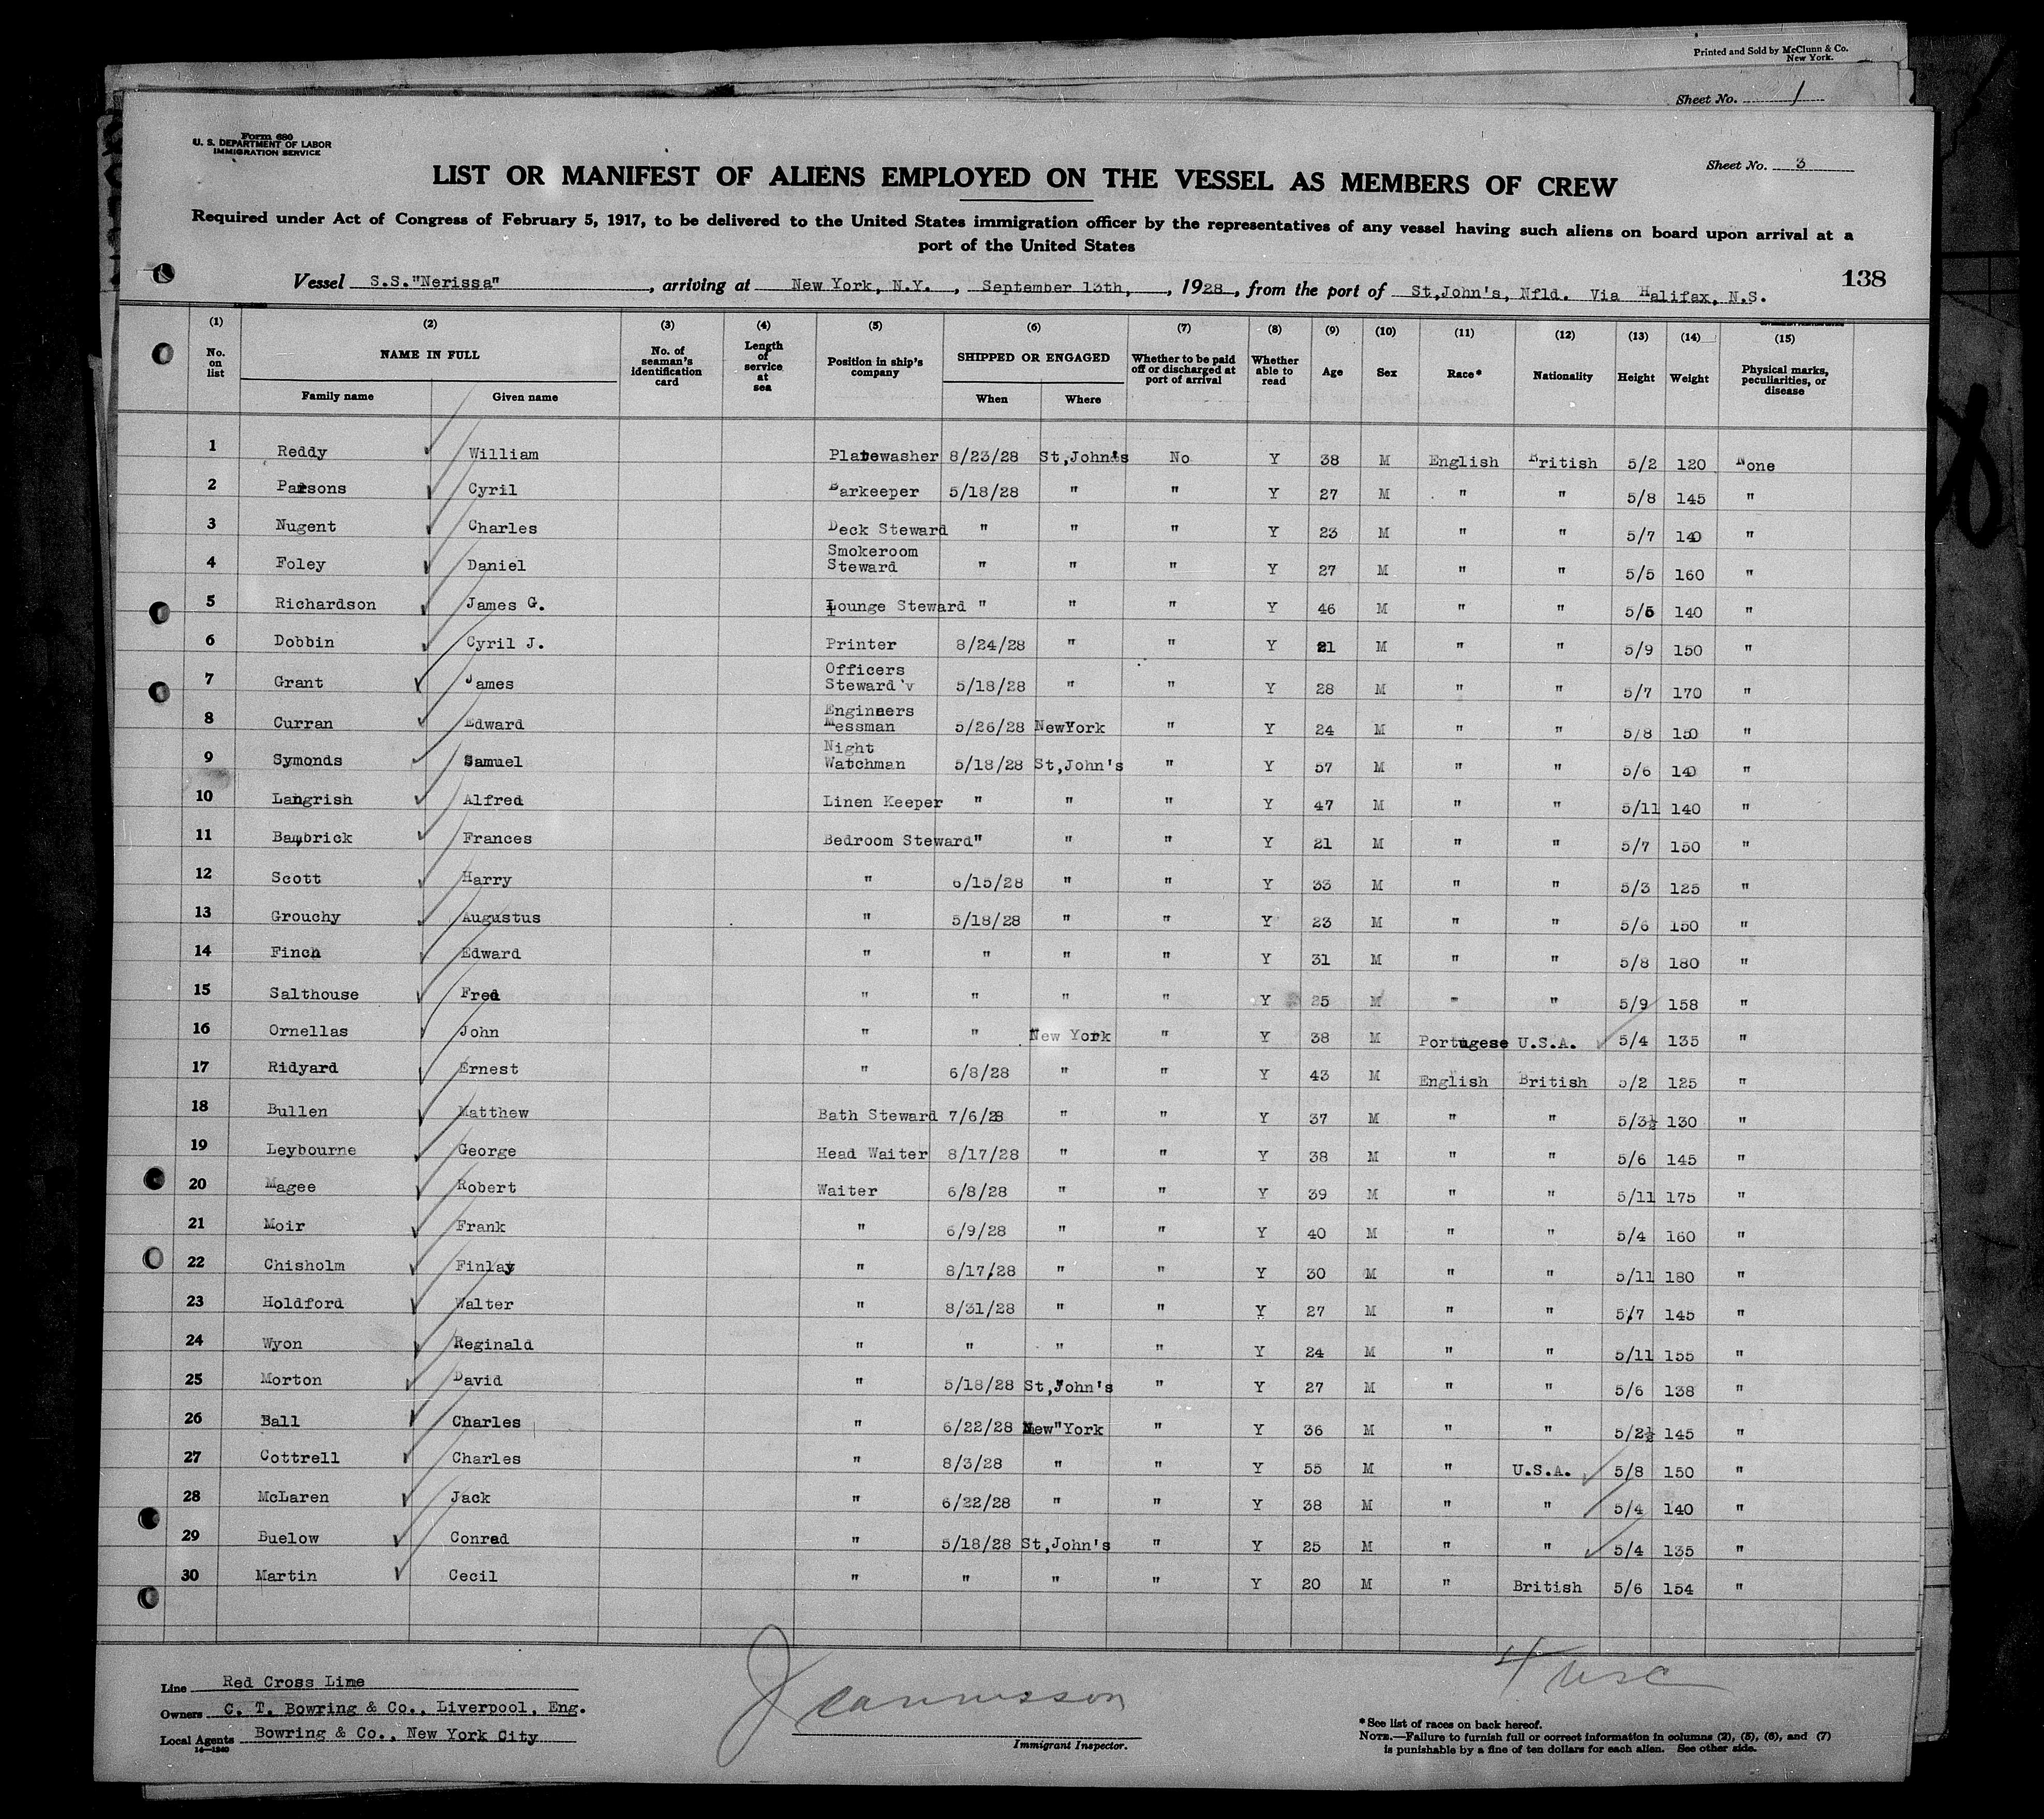 Printed and Sold by McClunn & Co.
New York.
Sheet No. 1
Form 680
U. S. DEPARTMENT OF LABOR
IMMIGRATION SERVICE
Sheet No. 3
LIST OR MANIFEST OF ALIENS EMPLOYED ON THE VESSEL AS MEMBERS OF CREW
Required under Act of Congress of February 5, 1917, to be delivered to the United States immigration officer by the representatives of any vessel having such aliens on board upon arrival at a
port of the United States
138
Vessel S.S."Nerissa", arriving at New York, N.Y., September 13th, , 1928, from the port of St,John's, Nfld. Via Halifax, N.S.
(1) (2) (3) (4) (5) (6) (7) (8) (9) (10) (11) (12) (13) (14) (15)
No. on list NAME IN FULL Family name Given name No. of seaman's identification card Length of service at sea Position in ship's company SHIPPED OR ENGAGED When Where Whether to be paid off or discharged at port of arrival Whether able to read Age Sex Race* Nationality Height Weight Physical marks, peculiarities, or disease
1 Reddy William Platewasher 8/23/28 St,John's No Y 38 M English British 5/2 120 None
2 Parsons Cyril Barkeeper 5/18/28 " " Y 27 M " " 5/8 145 "
3 Nugent Charles Deck Steward " " " Y 23 M " " 5/7 140 "
4 Foley Daniel Smokeroom Steward " " " Y 27 M " " 5/5 160 "
5 Richardson James G. Lounge Steward " " " Y 46 M " " 5/5 140 "
6 Dobbin Cyril J. Printer 8/24/28 " " Y 21 M " " 5/9 150 "
7 Grant James Officers Steward 5/18/28 " " Y 28 M " " 5/7 170 "
8 Curran Edward Engineers Messman 5/26/28 NewYork " Y 24 M " " 5/8 150 "
9 Symonds Samuel Night Watchman 5/18/28 St,John's " Y 57 M " " 5/6 140 "
10 Langrish Alfred Linen Keeper " " " Y 47 M " " 5/11 140 "
11 Bambrick Frances Bedroom Steward " " " Y 21 M " " 5/7 150 "
12 Scott Harry " 6/15/28 " " Y 33 M " " 5/3 125 "
13 Grouchy Augustus " 5/18/28 " " Y 23 M " " 5/6 150 "
14 Finch Edward " " " " Y 31 M " " 5/8 180 "
15 Salthouse Fred " " " " Y 25 M " " 5/9 158 "
16 Ornellas John " " New York " Y 38 M Portugese U.S.A. 5/4 135 "
17 Ridyard Ernest " 6/8/28 " " Y 43 M English British 5/2 125 "
18 Bullen Matthew Bath Steward 7/6/28 " " Y 37 M " " 5/3½ 130 "
19 Leybourne George Head Waiter 8/17/28 " " Y 38 M " " 5/6 145 "
20 Magee Robert Waiter 6/8/28 " " Y 39 M " " 5/11 175 "
21 Moir Frank " 6/9/28 " " Y 40 M " " 5/4 160 "
22 Chisholm Finlay " 8/17/28 " " Y 30 M " " 5/11 180 "
23 Holdford Walter " 8/31/28 " " Y 27 M " " 5/7 145 "
24 Wyon Reginald " " " " Y 24 M " " 5/11 155 "
25 Morton David " 5/18/28 St,John's " Y 27 M " " 5/6 138 "
26 Ball Charles " 6/22/28 New York " Y 36 M " " 5/2½ 145 "
27 Cottrell Charles " 8/3/28 " " Y 55 M " U.S.A. 5/8 150 "
28 McLaren Jack " 6/22/28 " " Y 38 M " " 5/4 140 "
29 Buelow Conrad " 5/18/28 St,John's " Y 25 M " " 5/4 135 "
30 Martin Cecil " " " " Y 20 M " British 5/6 154 "
Line Red Cross Line
Owners C. T. Bowring & Co., Liverpool, Eng.
Local Agents Bowring & Co., New York City
14—1240
Immigrant Inspector.
4 usc
*See list of races on back hereof.
NOTE.—Failure to furnish full or correct information in columns (2), (5), (6), and (7)
is punishable by a fine of ten dollars for each alien. See other side.